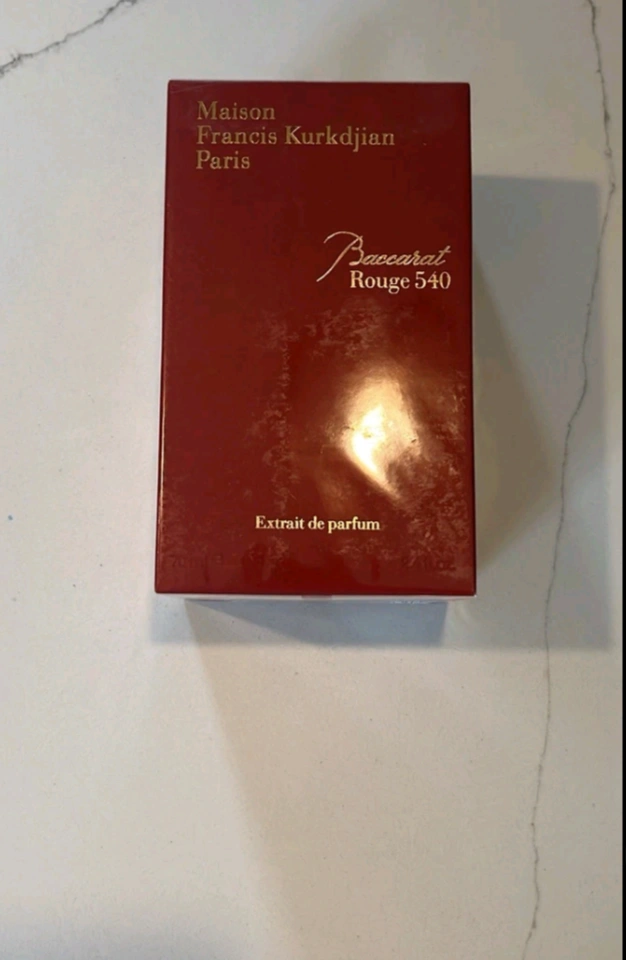 Maison
Francis Kurkdjian
Paris
Baccarat
Rouge 540
Extrait de parfum